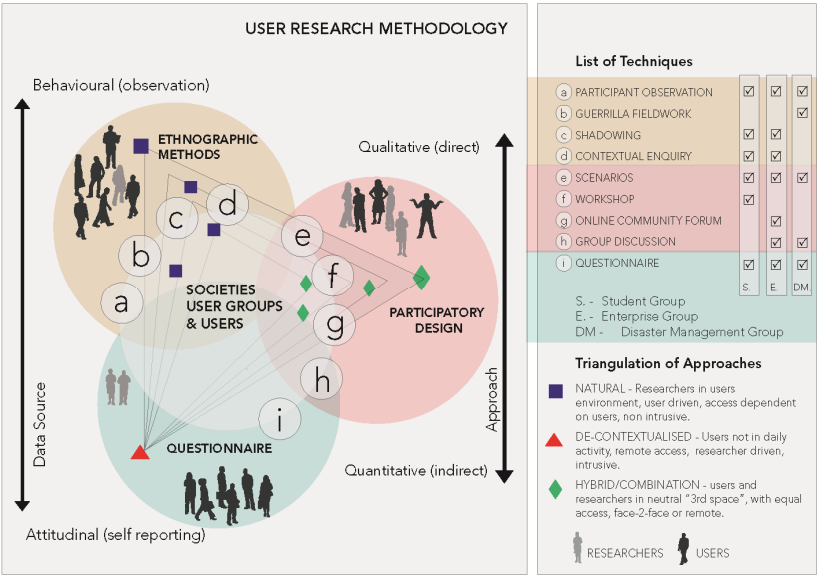 USER RESEARCH METHODOLOGY
Behavioural (observation)
ETHNOGRAPHIC
METHODS
Qualitative (direct)
a
b
c
d
e
f
g
h
i
SOCIETIES
USER GROUPS
& USERS
PARTICIPATORY
DESIGN
QUESTIONNAIRE
Data Source
Approach
Quantitative (indirect)
Attitudinal (self reporting)
List of Techniques
a PARTICIPANT OBSERVATION
b GUERRILLA FIELDWORK
c SHADOWING
d CONTEXTUAL ENQUIRY
e SCENARIOS
f WORKSHOP
g ONLINE COMMUNITY FORUM
h GROUP DISCUSSION
i QUESTIONNAIRE
S. E. DM.
S. - Student Group
E. - Enterprise Group
DM - Disaster Management Group
Triangulation of Approaches
NATURAL - Researchers in users
environment, user driven, access dependent
on users, non intrusive.
DE-CONTEXTUALISED - Users not in daily
activity, remote access, researcher driven,
intrusive.
HYBRID/COMBINATION - users and
researchers in neutral “3rd space”, with equal
access, face-2-face or remote.
RESEARCHERS USERS